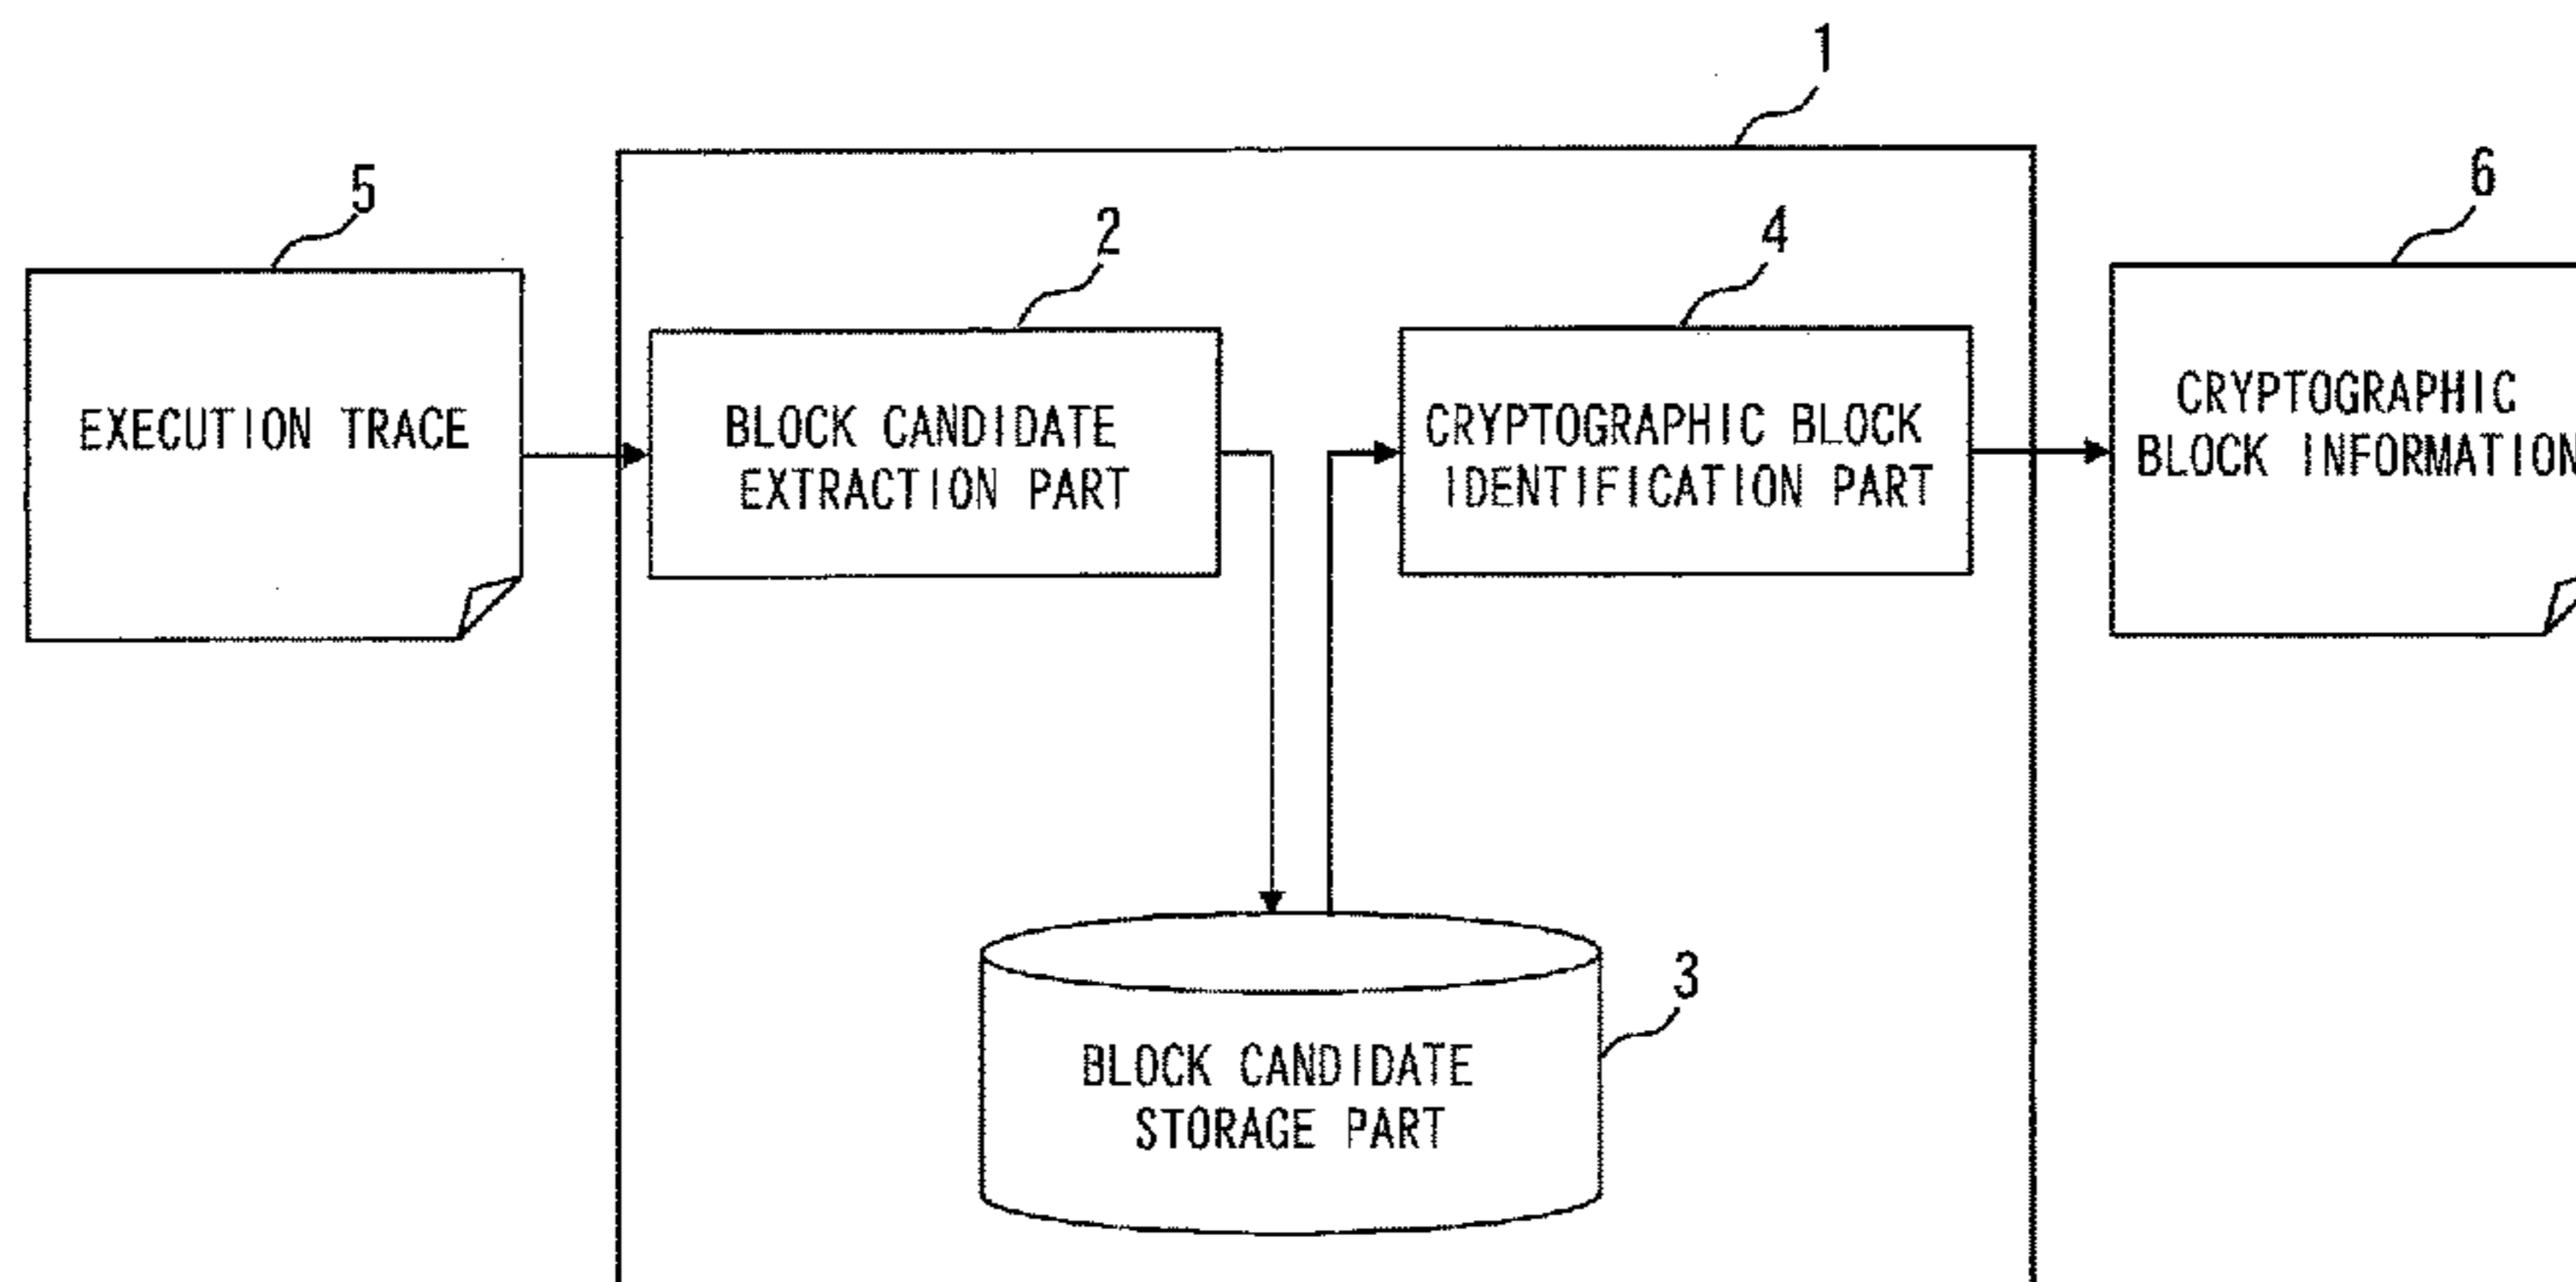 1
5
2
4
6
EXECUTION TRACE
BLOCK CANDIDATE
EXTRACTION PART
CRYPTOGRAPHIC BLOCK
IDENTIFICATION PART
CRYPTOGRAPHIC
BLOCK INFORMATION
3
BLOCK CANDIDATE
STORAGE PART